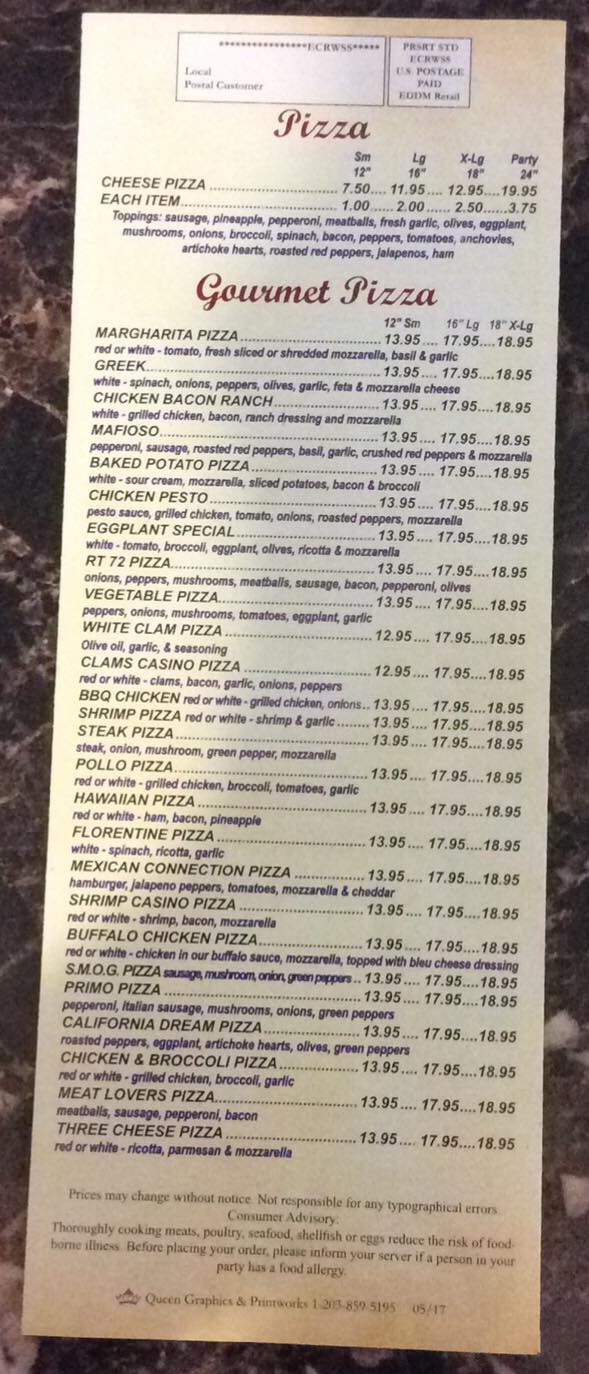 ****************ECRWSS*****
Local
Postal Customer
PRSRT STD
ECRWSS
U.S. POSTAGE
PAID
EDDM Retail
Pizza
Sm Lg X-Lg Party
12" 16" 18" 24"
CHEESE PIZZA 7.50.... 11.95.... 12.95....19.95
EACH ITEM 1.00...... 2.00 ...... 2.50......3.75
Toppings: sausage, pineapple, pepperoni, meatballs, fresh garlic, olives, eggplant,
mushrooms, onions, broccoli, spinach, bacon, peppers, tomatoes, anchovies,
artichoke hearts, roasted red peppers, jalapenos, ham
Gourmet Pizza
12" Sm 16" Lg 18" X-Lg
MARGHARITA PIZZA 13.95.... 17.95....18.95
red or white - tomato, fresh sliced or shredded mozzarella, basil & garlic
GREEK 13.95.... 17.95....18.95
white - spinach, onions, peppers, olives, garlic, feta & mozzarella cheese
CHICKEN BACON RANCH 13.95.... 17.95....18.95
white - grilled chicken, bacon, ranch dressing and mozzarella
MAFIOSO 13.95.... 17.95....18.95
pepperoni, sausage, roasted red peppers, basil, garlic, crushed red peppers & mozzarella
BAKED POTATO PIZZA 13.95.... 17.95....18.95
white - sour cream, mozzarella, sliced potatoes, bacon & broccoli
CHICKEN PESTO 13.95.... 17.95....18.95
pesto sauce, grilled chicken, tomato, onions, roasted peppers, mozzarella
EGGPLANT SPECIAL 13.95.... 17.95....18.95
white - tomato, broccoli, eggplant, olives, ricotta & mozzarella
RT 72 PIZZA 13.95.... 17.95....18.95
onions, peppers, mushrooms, meatballs, sausage, bacon, pepperoni, olives
VEGETABLE PIZZA 13.95.... 17.95....18.95
peppers, onions, mushrooms, tomatoes, eggplant, garlic
WHITE CLAM PIZZA 12.95.... 17.95....18.95
Olive oil, garlic, & seasoning
CLAMS CASINO PIZZA 12.95.... 17.95....18.95
red or white - clams, bacon, garlic, onions, peppers
BBQ CHICKEN red or white - grilled chicken, onions.. 13.95.... 17.95....18.95
SHRIMP PIZZA red or white - shrimp & garlic ........ 13.95.... 17.95....18.95
STEAK PIZZA 13.95.... 17.95....18.95
steak, onion, mushroom, green pepper, mozzarella
POLLO PIZZA 13.95.... 17.95....18.95
red or white - grilled chicken, broccoli, tomatoes, garlic
HAWAIIAN PIZZA 13.95.... 17.95....18.95
red or white - ham, bacon, pineapple
FLORENTINE PIZZA 13.95.... 17.95....18.95
white - spinach, ricotta, garlic
MEXICAN CONNECTION PIZZA 13.95.... 17.95....18.95
hamburger, jalapeno peppers, tomatoes, mozzarella & cheddar
SHRIMP CASINO PIZZA 13.95.... 17.95....18.95
red or white - shrimp, bacon, mozzarella
BUFFALO CHICKEN PIZZA 13.95.... 17.95....18.95
red or white - chicken in our buffalo sauce, mozzarella, topped with bleu cheese dressing
S.M.O.G. PIZZA sausage, mushroom, onion, green peppers .. 13.95.... 17.95....18.95
PRIMO PIZZA 13.95.... 17.95....18.95
pepperoni, italian sausage, mushrooms, onions, green peppers
CALIFORNIA DREAM PIZZA 13.95.... 17.95....18.95
roasted peppers, eggplant, artichoke hearts, olives, green peppers
CHICKEN & BROCCOLI PIZZA 13.95.... 17.95....18.95
red or white - grilled chicken, broccoli, garlic
MEAT LOVERS PIZZA 13.95.... 17.95....18.95
meatballs, sausage, pepperoni, bacon
THREE CHEESE PIZZA 13.95.... 17.95....18.95
red or white - ricotta, parmesan & mozzarella
Prices may change without notice. Not responsible for any typographical errors.
Consumer Advisory:
Thoroughly cooking meats, poultry, seafood, shellfish or eggs reduce the risk of food-
borne illness. Before placing your order, please inform your server if a person in your
party has a food allergy.
Queen Graphics & Printworks 1-203-859-5195 05/17